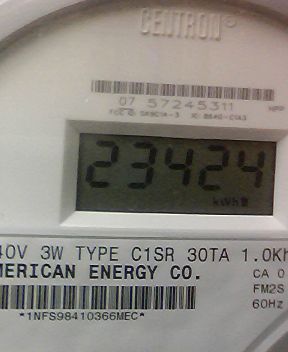 CENTRON®
07 57245311
23424
kWh
40V 3W TYPE C1SR 30TA 1.0Kh
MERICAN ENERGY CO.
CA 0
FM2S
60Hz
*1NFS98410366MEC*